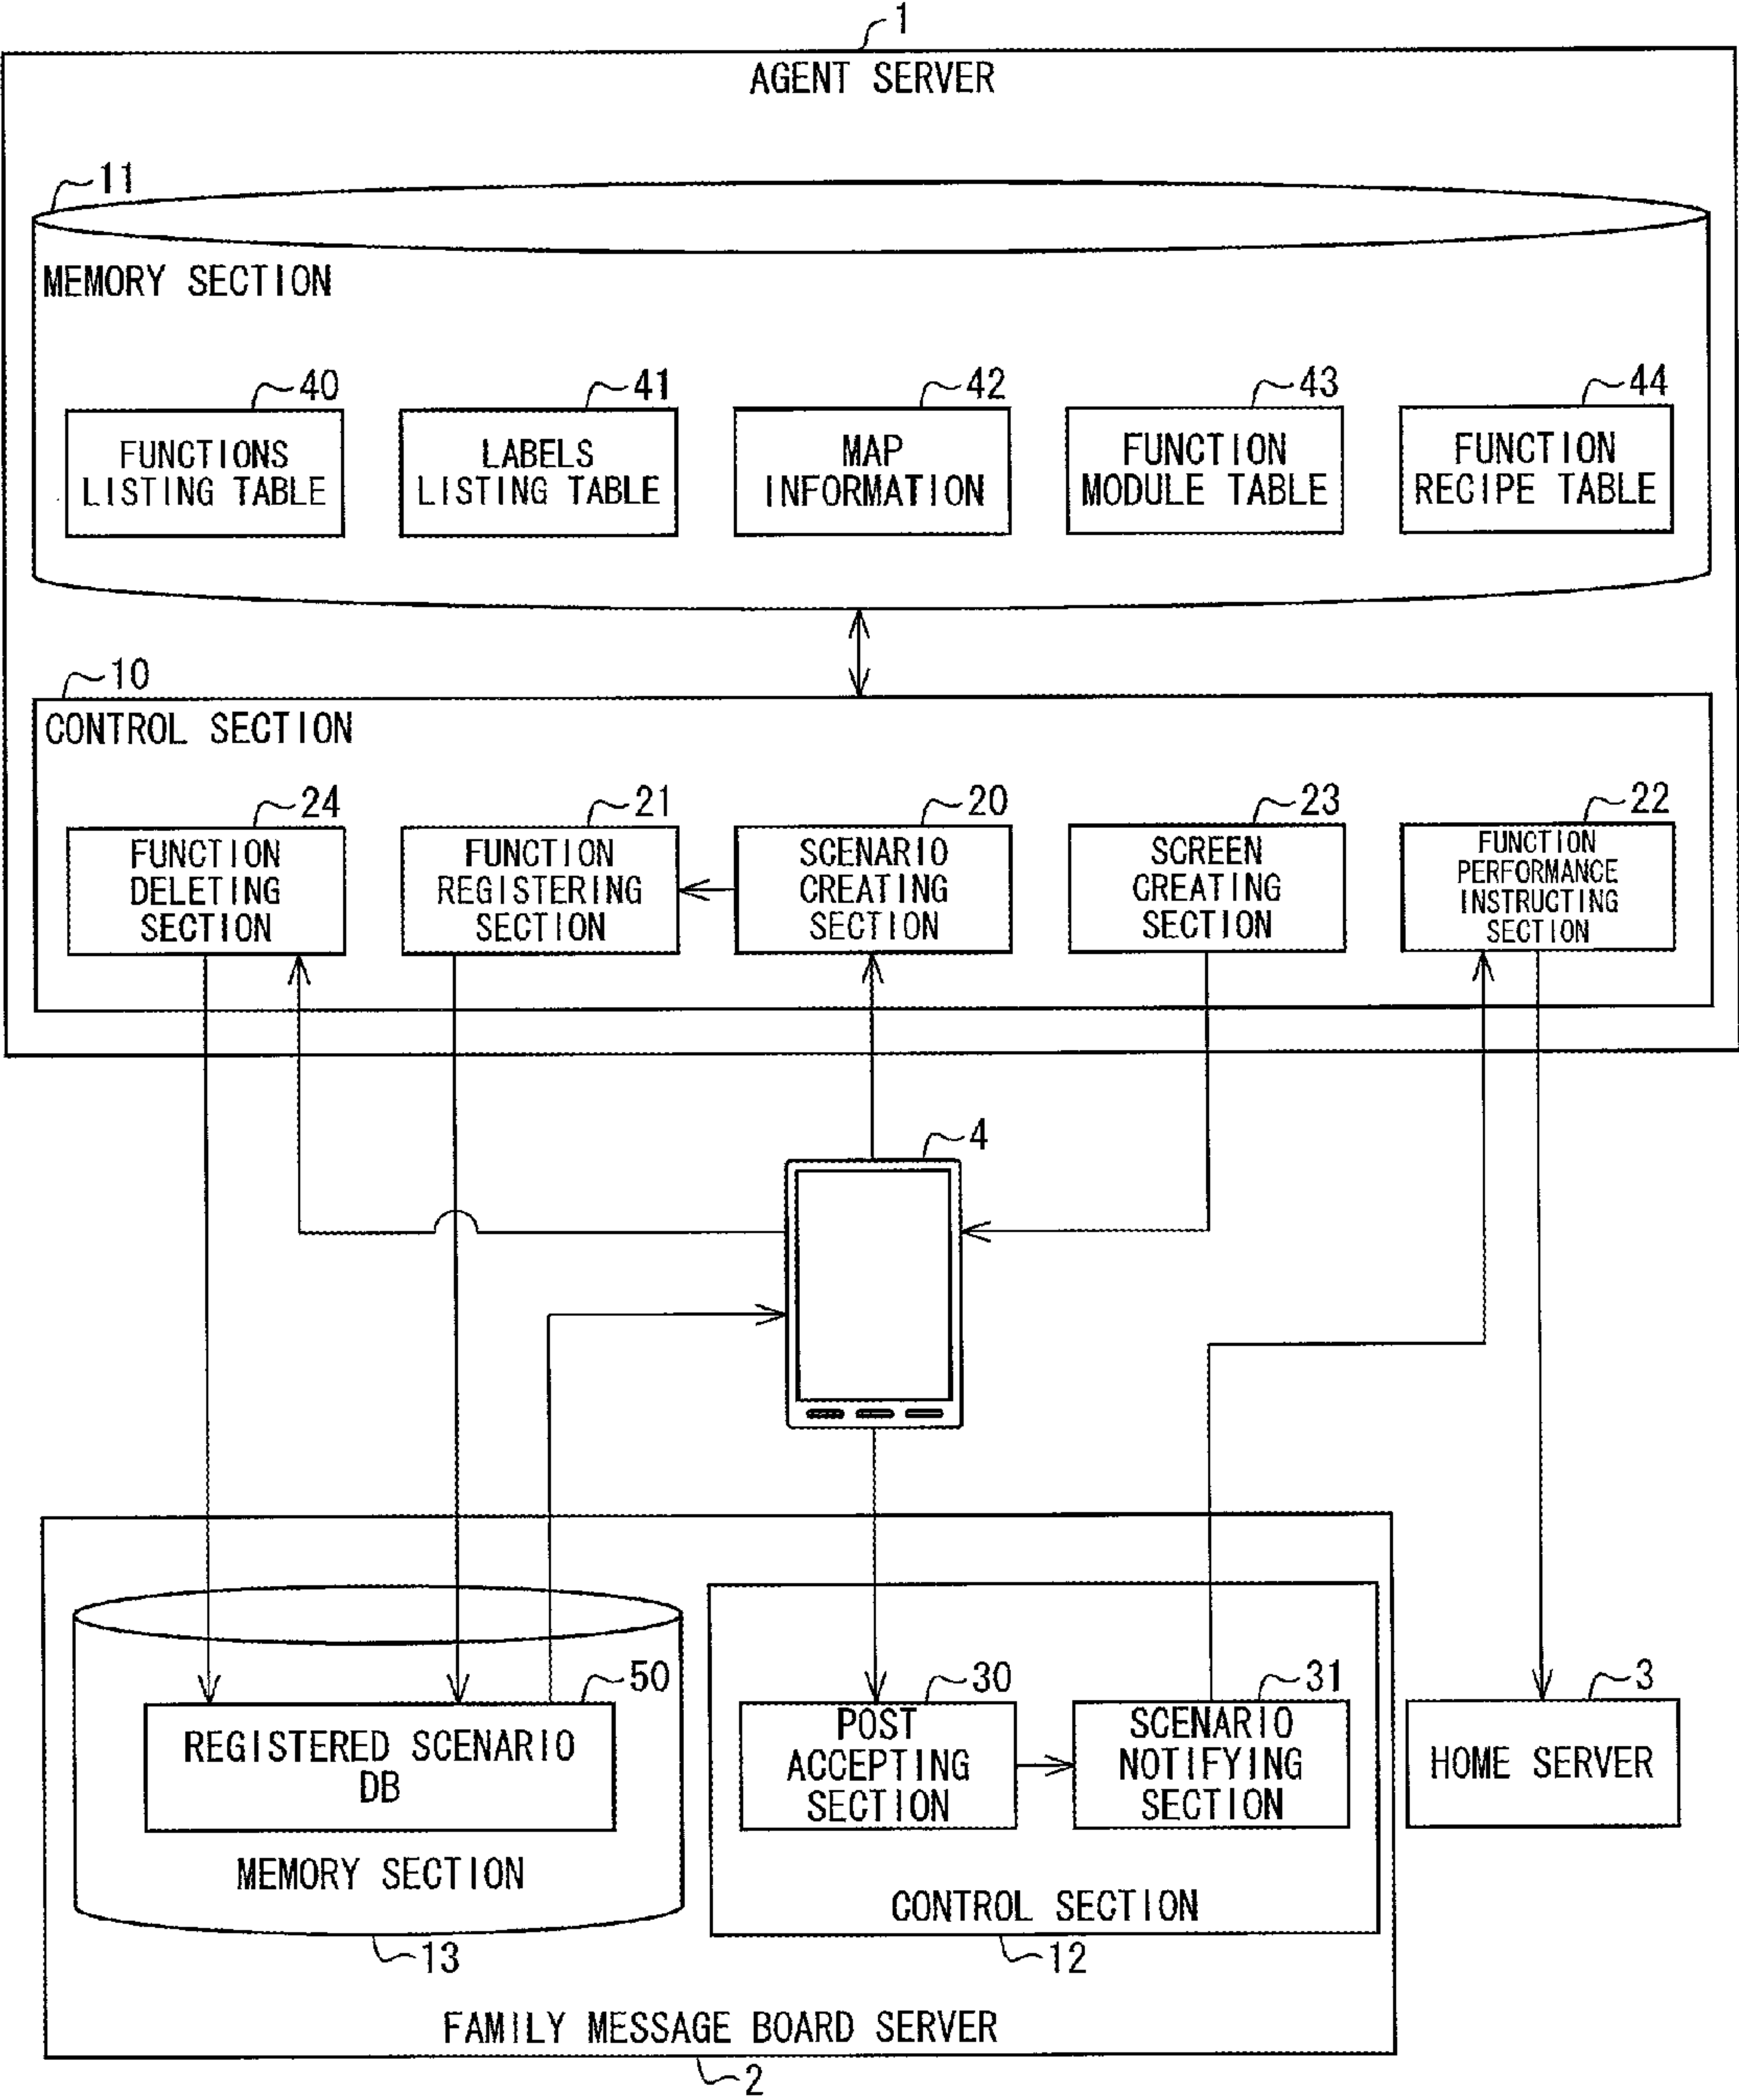 1
AGENT SERVER
11
MEMORY SECTION
40
41
42
43
44
FUNCTIONS
LISTING TABLE
LABELS
LISTING TABLE
MAP
INFORMATION
FUNCTION
MODULE TABLE
FUNCTION
RECIPE TABLE
10
CONTROL SECTION
24
21
20
23
22
FUNCTION
DELETING
SECTION
FUNCTION
REGISTERING
SECTION
SCENARIO
CREATING
SECTION
SCREEN
CREATING
SECTION
FUNCTION
PERFORMANCE
INSTRUCTING
SECTION
4
50
30
31
3
REGISTERED SCENARIO
DB
POST
ACCEPTING
SECTION
SCENARIO
NOTIFYING
SECTION
HOME SERVER
MEMORY SECTION
CONTROL SECTION
13
12
FAMILY MESSAGE BOARD SERVER
2